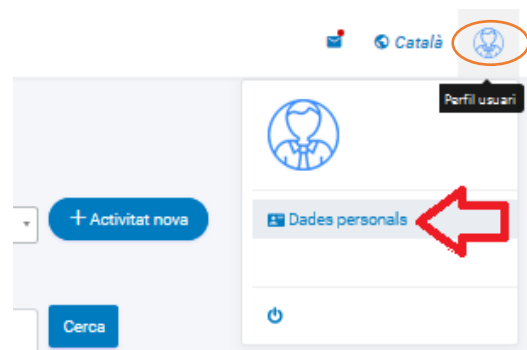 Català
Perfil usuari
+ Activitat nova
Dades personals
Cerca